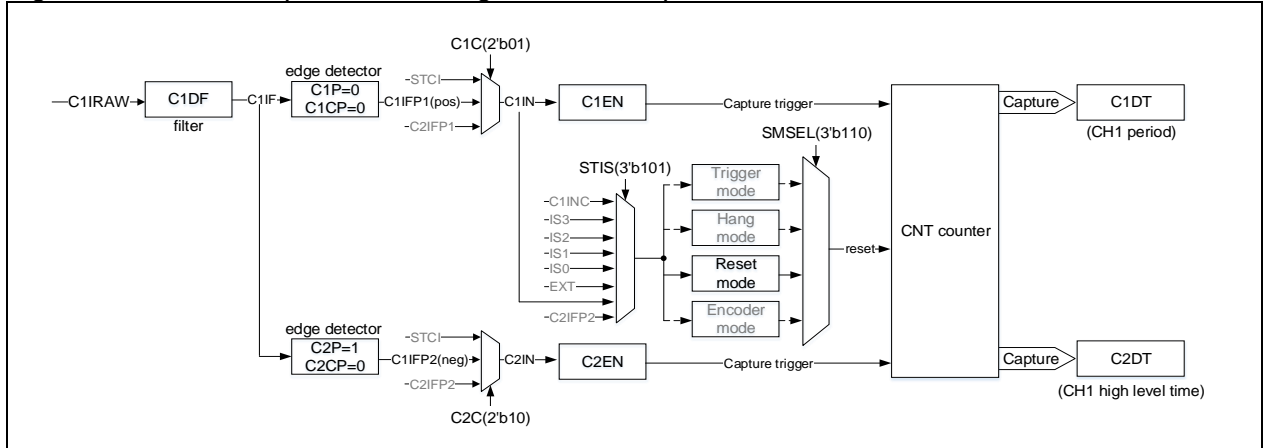 C1C(2'b01)
edge detector
C1P=0
C1CP=0
C1IRAW
C1DF
filter
C1IF
STCI
C1IFP1(pos)
C2IFP1
C1IN
C1EN
Capture trigger
Capture
C1DT
(CH1 period)
SMSEL(3'b110)
STIS(3'b101)
C1INC
IS3
IS2
IS1
IS0
EXT
C2IFP2
Trigger
mode
Hang
mode
Reset
mode
Encoder
mode
reset
CNT counter
edge detector
C2P=1
C2CP=0
STCI
C1IFP2(neg)
C2IFP2
C2IN
C2EN
Capture trigger
Capture
C2DT
(CH1 high level time)
C2C(2'b10)